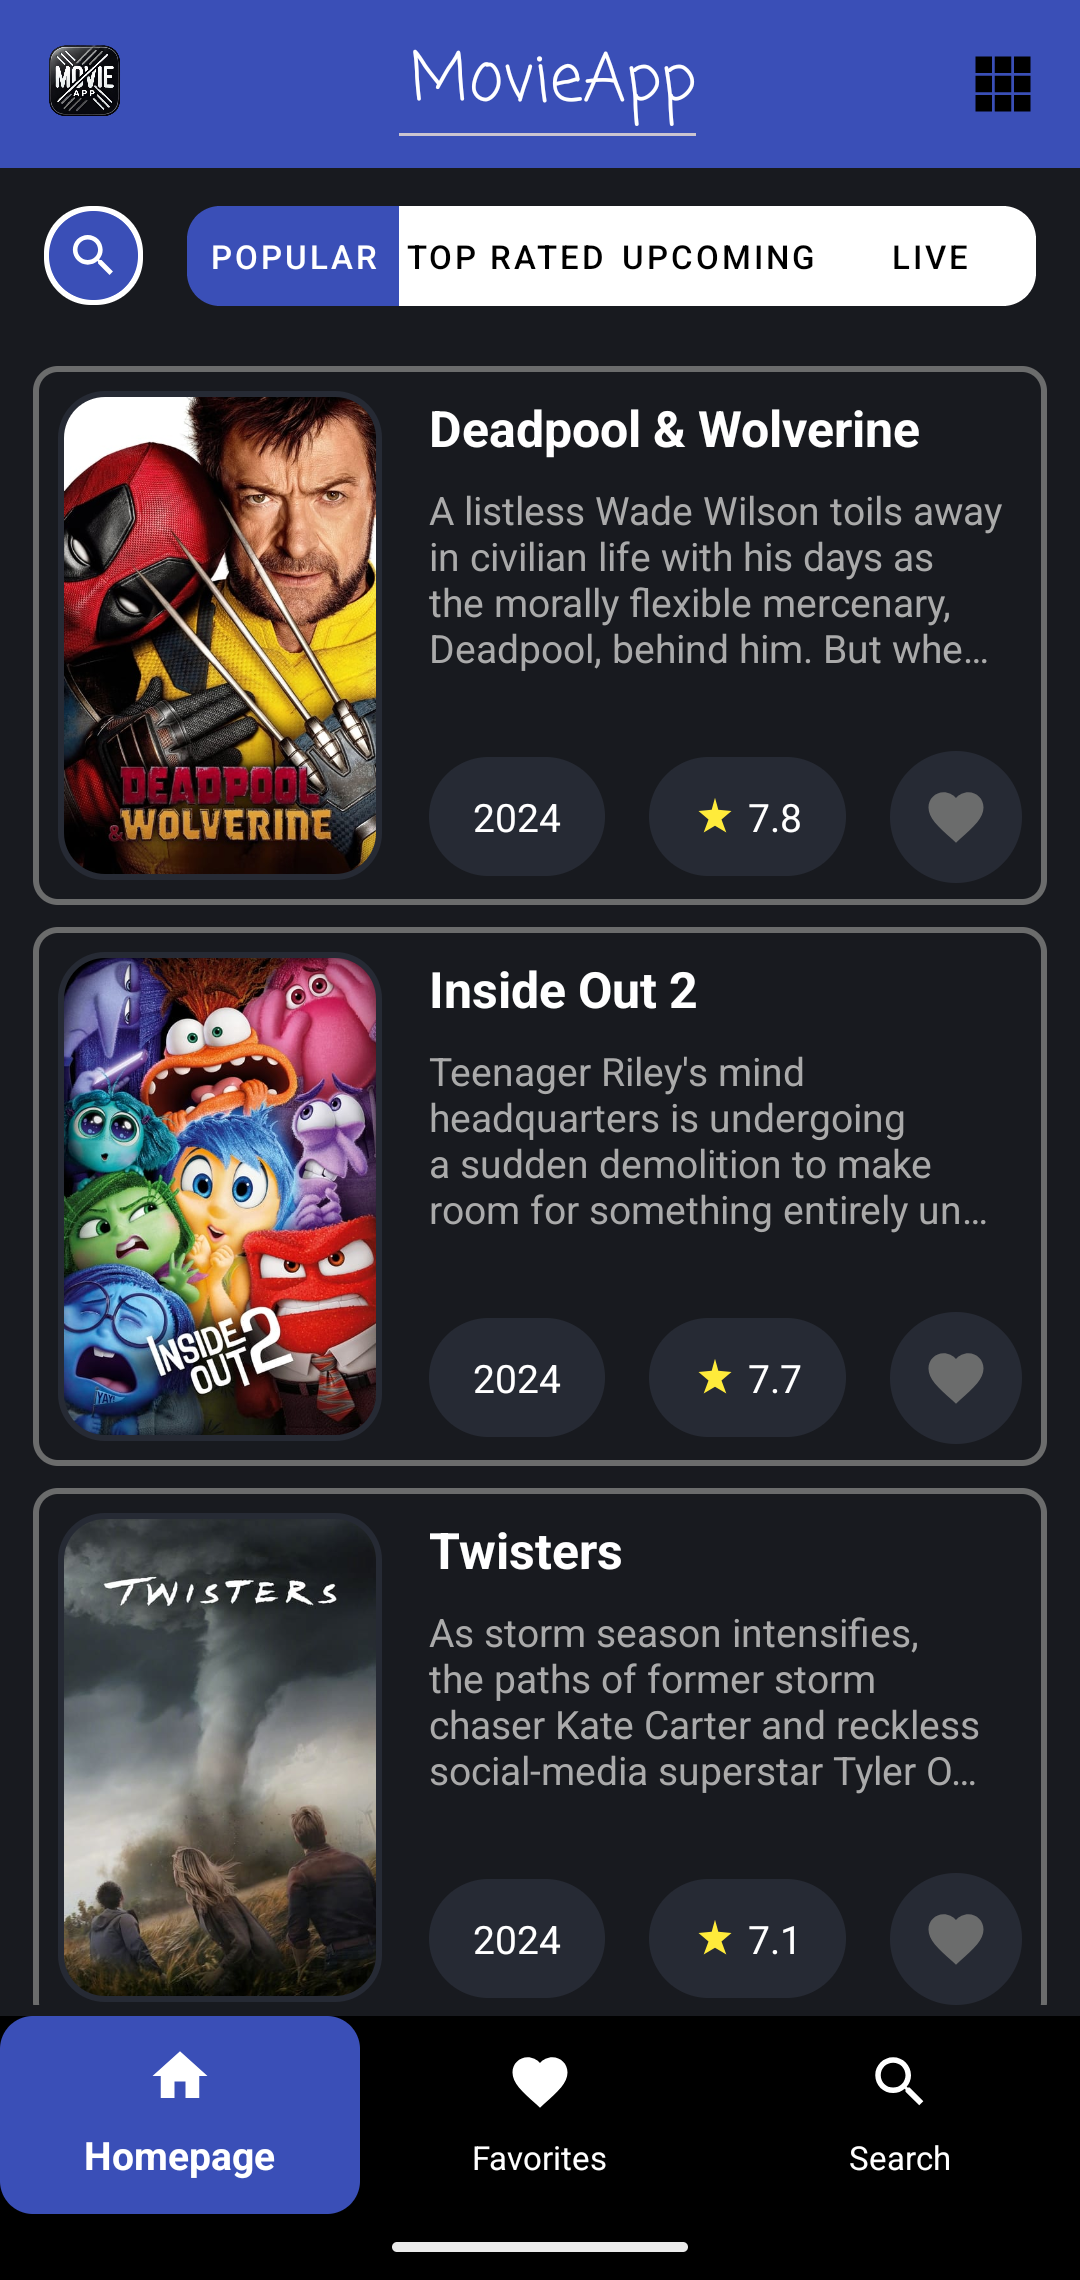 MOVIE
APP
MovieApp
POPULAR
TOP RATED
UPCOMING
LIVE
Deadpool & Wolverine
A listless Wade Wilson toils away
in civilian life with his days as
the morally flexible mercenary,
Deadpool, behind him. But whe...
DEADPOOL
&WOLVERINE
2024
7.8
Inside Out 2
Teenager Riley's mind
headquarters is undergoing
a sudden demolition to make
room for something entirely un...
INSIDE
OUT 2
YAY!
2024
7.7
Twisters
TWISTERS
As storm season intensifies,
the paths of former storm
chaser Kate Carter and reckless
social-media superstar Tyler O...
2024
7.1
Homepage
Favorites
Search